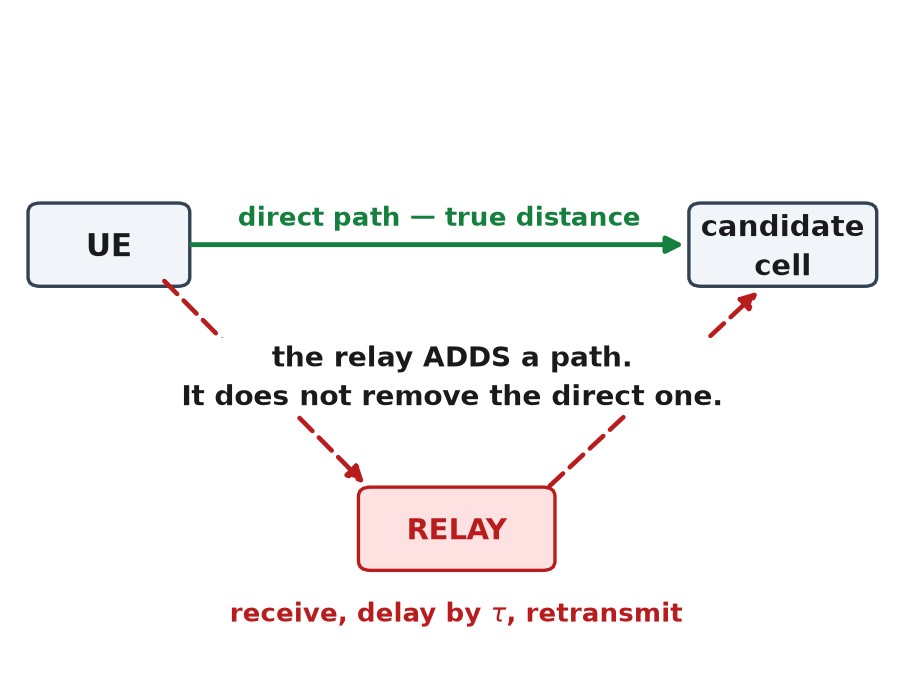 direct path — true distance
UE
candidate
cell
the relay ADDS a path.
It does not remove the direct one.
RELAY
receive, delay by τ, retransmit